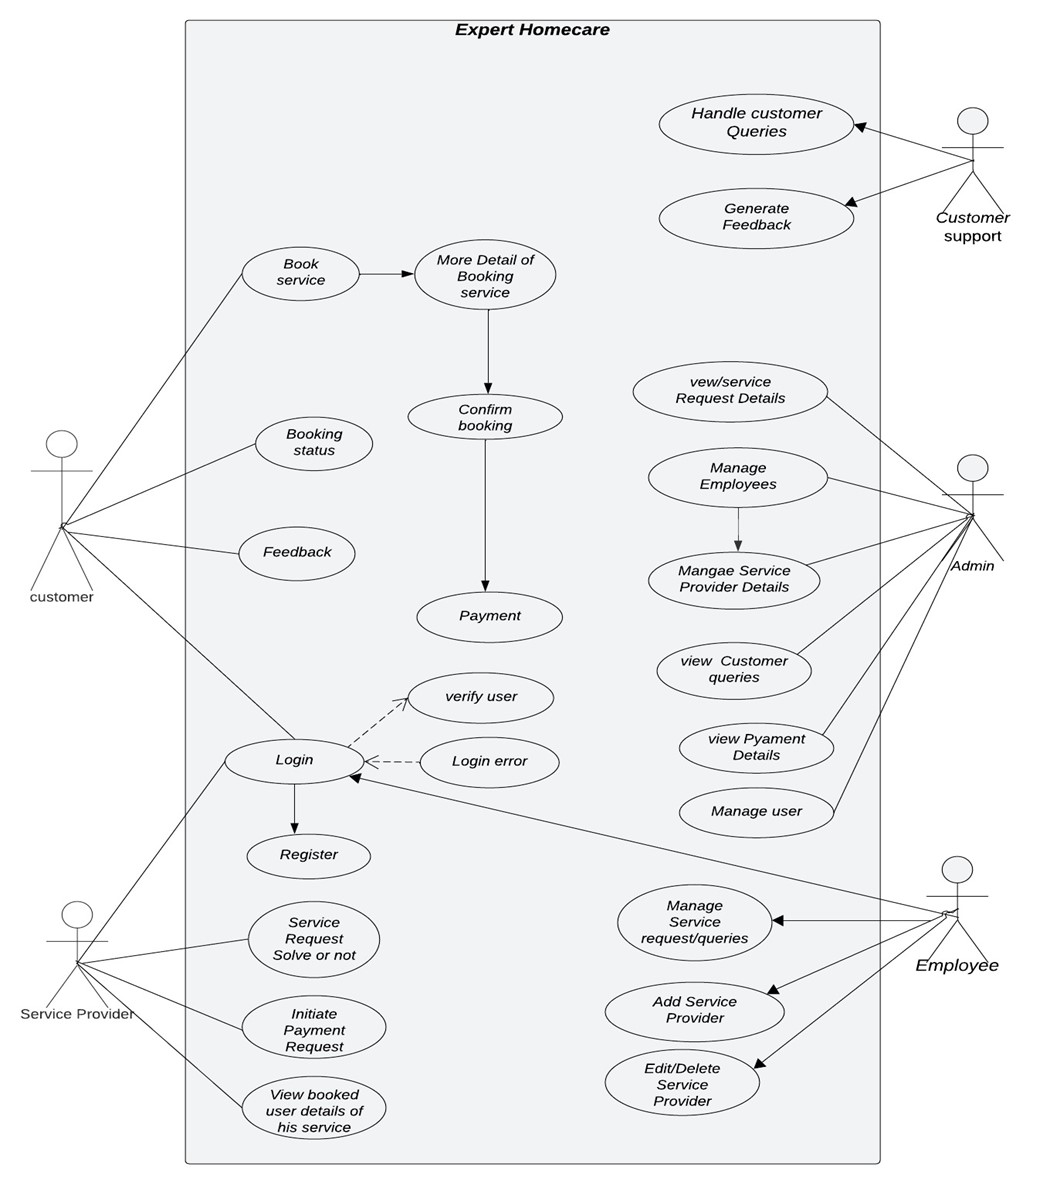 Expert Homecare
Handle customer
Queries
Generate
Feedback
Customer
support
Book
service
More Detail of
Booking
service
Confirm
booking
Payment
Booking
status
Feedback
customer
vew/service
Request Details
Manage
Employees
Mangae Service
Provider Details
view  Customer
queries
view Pyament
Details
Manage user
Admin
verify user
Login
Login error
Register
Service
Request
Solve or not
Initiate
Payment
Request
View booked
user details of
his service
Service Provider
Manage
Service
request/queries
Add Service
Provider
Edit/Delete
Service
Provider
Employee